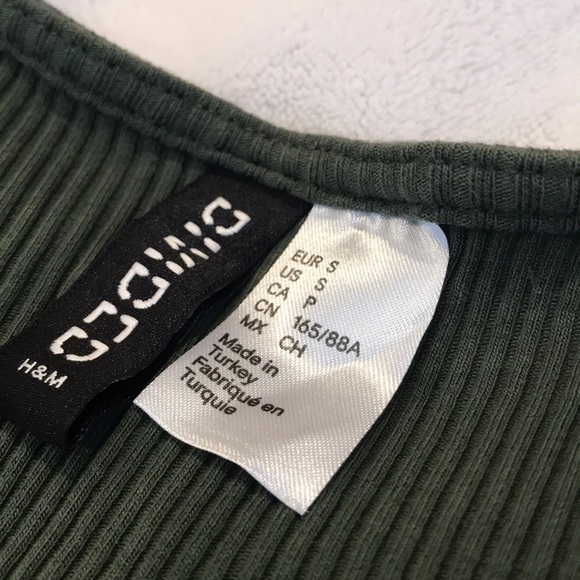 DIVIDED
H&M
EUR S
US S
CA P
CN 165/88A
MX CH
Made in
Turkey
Fabriqué en
Turquie